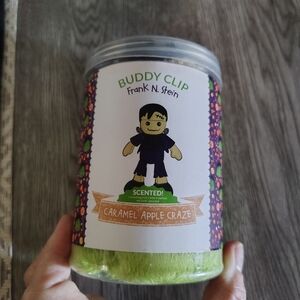 BUDDY CLIP
Frank N. Stein
SCENTED!
CARAMEL APPLE CRAZE